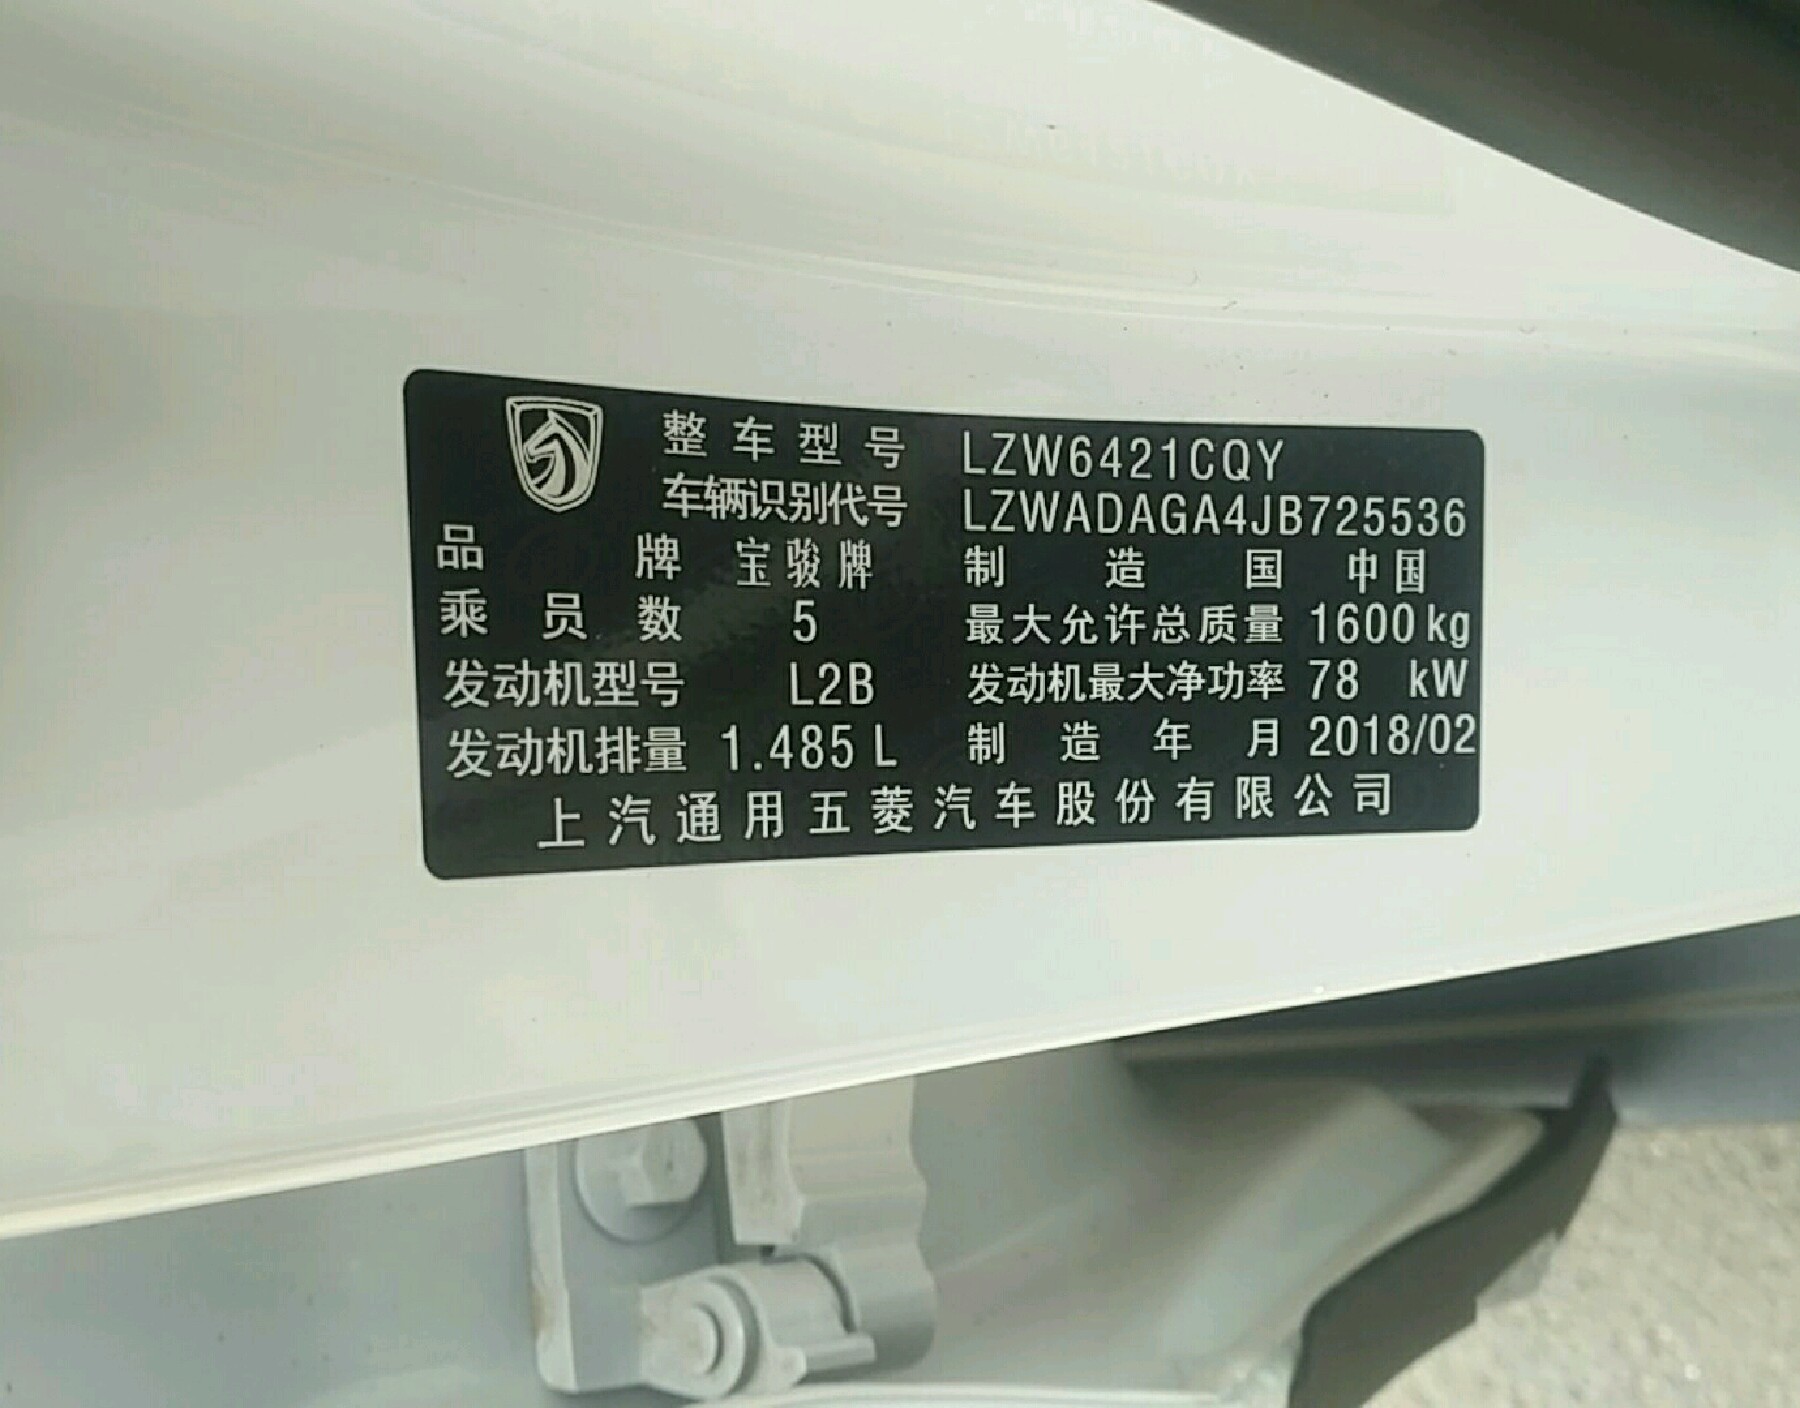 整车型号 LZW6421CQY
车辆识别代号 LZWADAGA4JB725536
品牌 宝骏牌 制造国 中国
乘员数 5 最大允许总质量 1600 kg
发动机型号 L2B 发动机最大净功率 78 kW
发动机排量 1.485 L 制造年月 2018/02
上汽通用五菱汽车股份有限公司